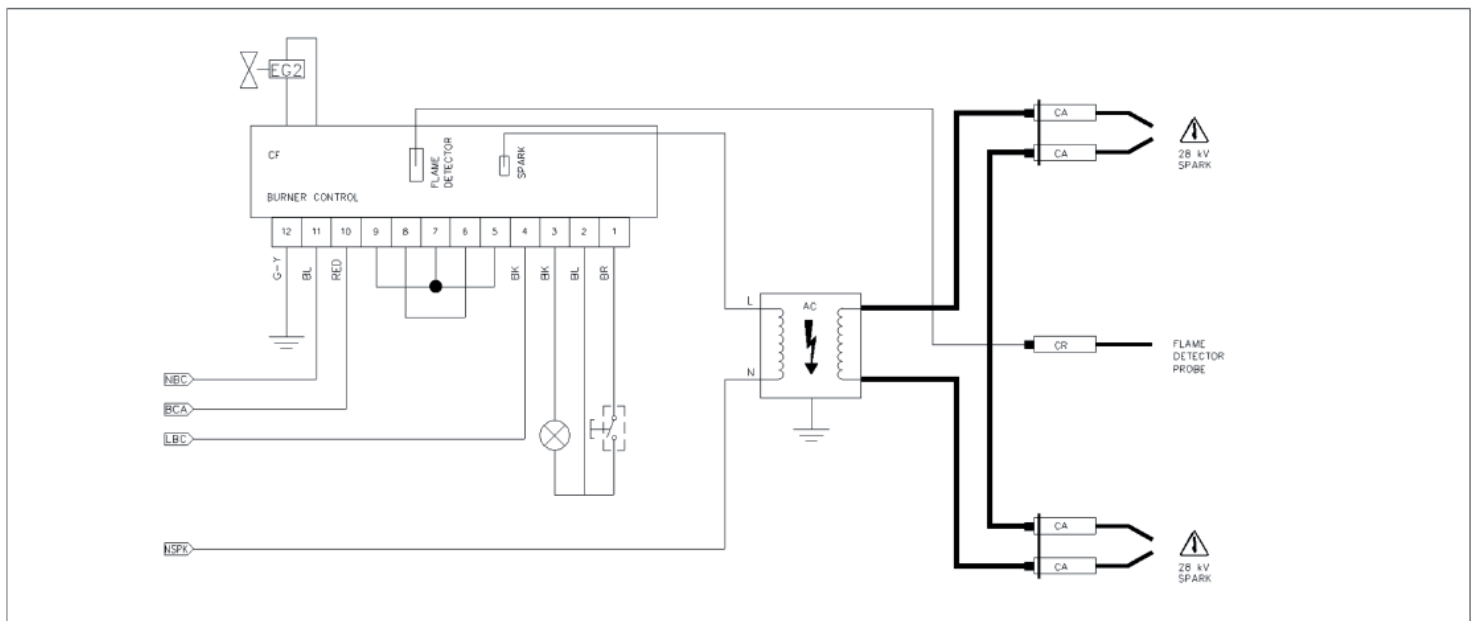 EG2
CF
FLAME
DETECTOR
SPARK
BURNER CONTROL
12 11 10 9 8 7 6 5 4 3 2 1
G-Y BL RED BK BK BL BR
NBC
BCA
LBC
NSPK
L
AC
N
CA
CA
28 kV
SPARK
CR
FLAME
DETECTOR
PROBE
CA
CA
28 kV
SPARK